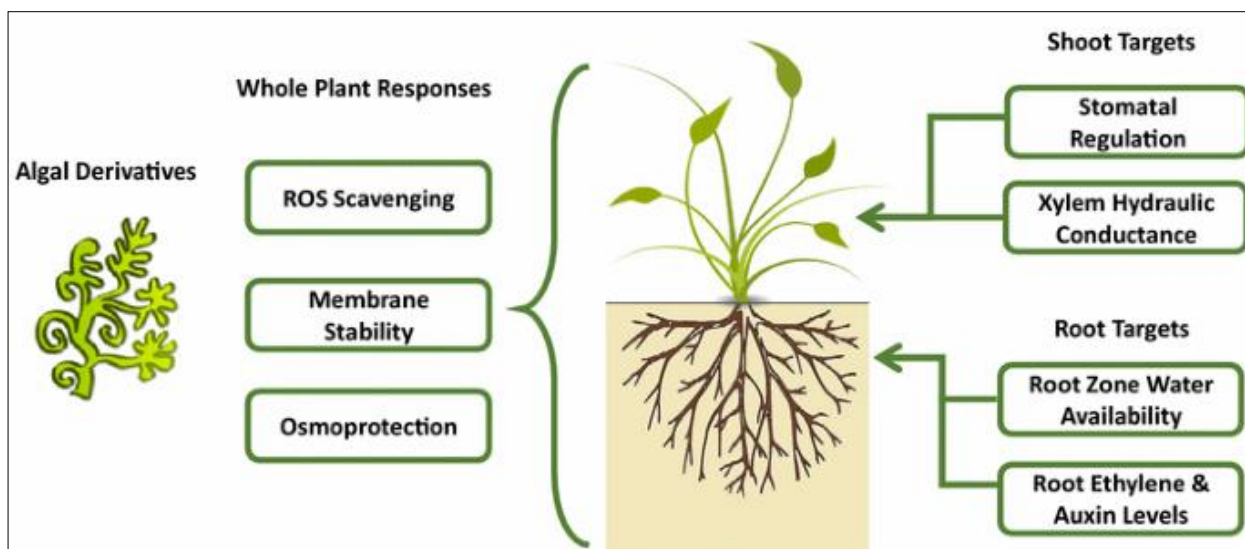 Algal Derivatives
Whole Plant Responses
ROS Scavenging
Membrane
Stability
Osmoprotection
Shoot Targets
Stomatal
Regulation
Xylem Hydraulic
Conductance
Root Targets
Root Zone Water
Availability
Root Ethylene &
Auxin Levels